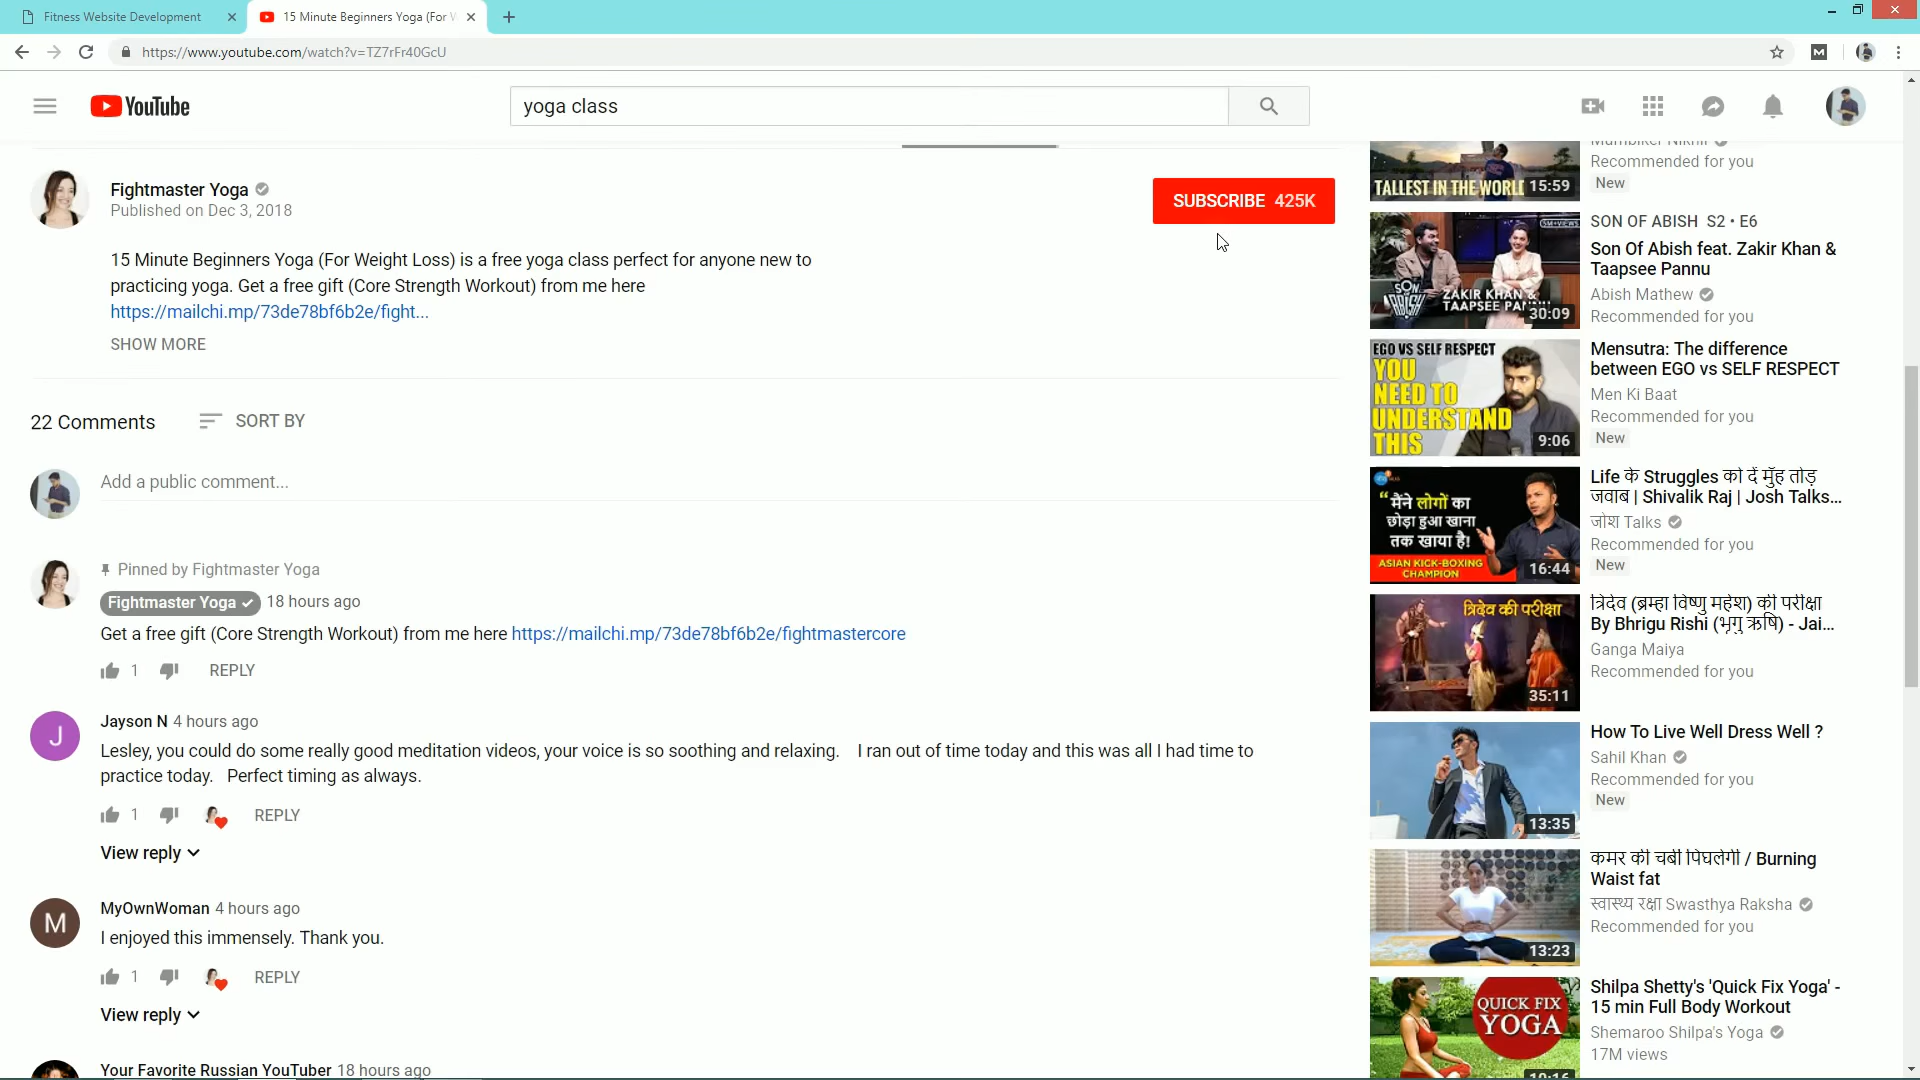 Fitness Website Development
15 Minute Beginners Yoga (For
https://www.youtube.com/watch?v=TZ7rFr40GcU
M
YouTube
yoga class
Fightmaster Yoga
Published on Dec 3, 2018
SUBSCRIBE 425K
15 Minute Beginners Yoga (For Weight Loss) is a free yoga class perfect for anyone new to
practicing yoga. Get a free gift (Core Strength Workout) from me here
https://mailchi.mp/73de78bf6b2e/fight...
SHOW MORE
22 Comments
SORT BY
Add a public comment...
Pinned by Fightmaster Yoga
Fightmaster Yoga
18 hours ago
Get a free gift (Core Strength Workout) from me here https://mailchi.mp/73de78bf6b2e/fightmastercore
1
REPLY
J
Jayson N 4 hours ago
Lesley, you could do some really good meditation videos, your voice is so soothing and relaxing. I ran out of time today and this was all I had time to
practice today. Perfect timing as always.
1
REPLY
View reply
M
MyOwnWoman 4 hours ago
I enjoyed this immensely. Thank you.
1
REPLY
View reply
Your Favorite Russian YouTuber 18 hours ago
Recommended for you
New
TALLEST IN THE WORLD
15:59
SON OF ABISH S2 • E6
Son Of Abish feat. Zakir Khan &
Taapsee Pannu
Abish Mathew
Recommended for you
5M+VIEWS
SON
OF
ABISH
ZAKIR KHAN &
TAAPSEE PANNU
30:09
Mensutra: The difference
between EGO vs SELF RESPECT
Men Ki Baat
Recommended for you
New
EGO VS SELF RESPECT
YOU
NEED TO
UNDERSTAND
THIS
9:06
Life के Struggles को दें मुँह तोड़
जवाब | Shivalik Raj | Josh Talks...
जोश Talks
Recommended for you
New
“मैंने लोगों का
छोड़ा हुआ खाना
तक खाया है!
ASIAN KICK-BOXING
CHAMPION
16:44
त्रिदेव (ब्रम्हा विष्णु महेश) की परीक्षा
By Bhrigu Rishi (भृगु ऋषि) - Jai...
Ganga Maiya
Recommended for you
त्रिदेव की परीक्षा
35:11
How To Live Well Dress Well ?
Sahil Khan
Recommended for you
New
13:35
कमर की चर्बी पिघलेगी / Burning
Waist fat
स्वास्थ्य रक्षा Swasthya Raksha
Recommended for you
13:23
Shilpa Shetty's 'Quick Fix Yoga' -
15 min Full Body Workout
Shemaroo Shilpa's Yoga
17M views
QUICK FIX
YOGA